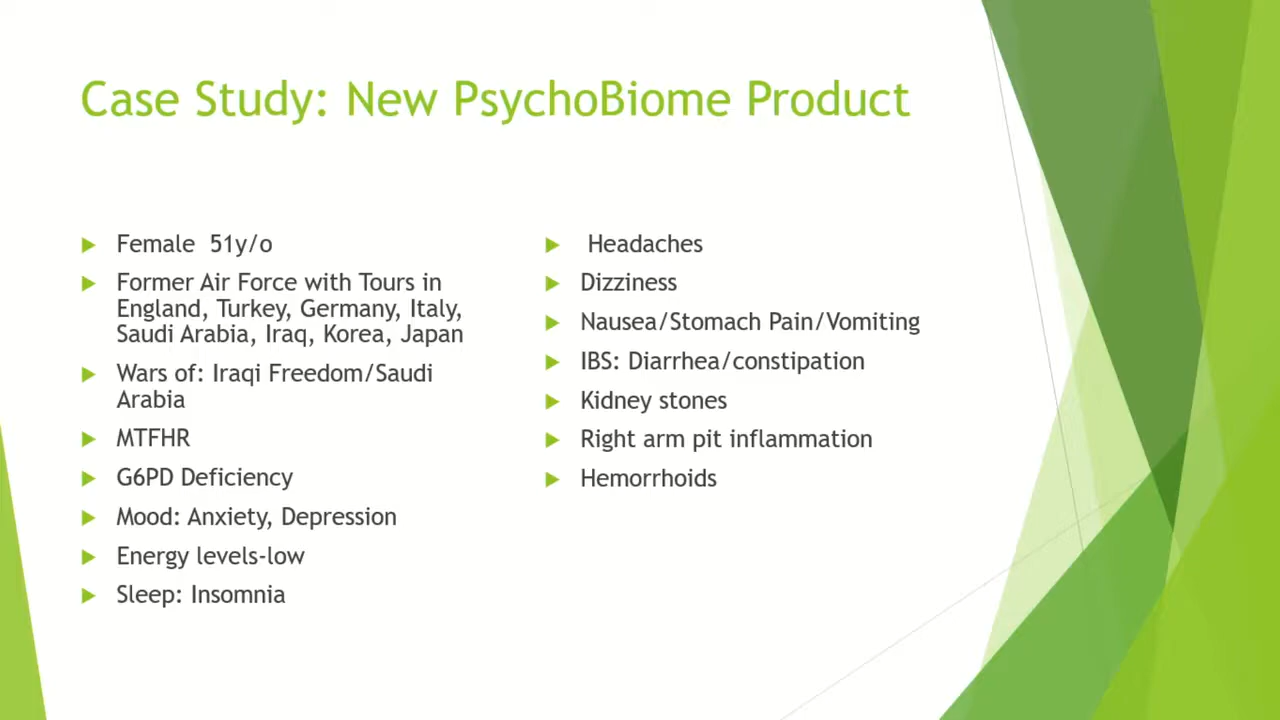 Case Study: New PsychoBiome Product
Female 51y/o
Former Air Force with Tours in
England, Turkey, Germany, Italy,
Saudi Arabia, Iraq, Korea, Japan
Wars of: Iraqi Freedom/Saudi
Arabia
MTFHR
G6PD Deficiency
Mood: Anxiety, Depression
Energy levels-low
Sleep: Insomnia
Headaches
Dizziness
Nausea/Stomach Pain/Vomiting
IBS: Diarrhea/constipation
Kidney stones
Right arm pit inflammation
Hemorrhoids